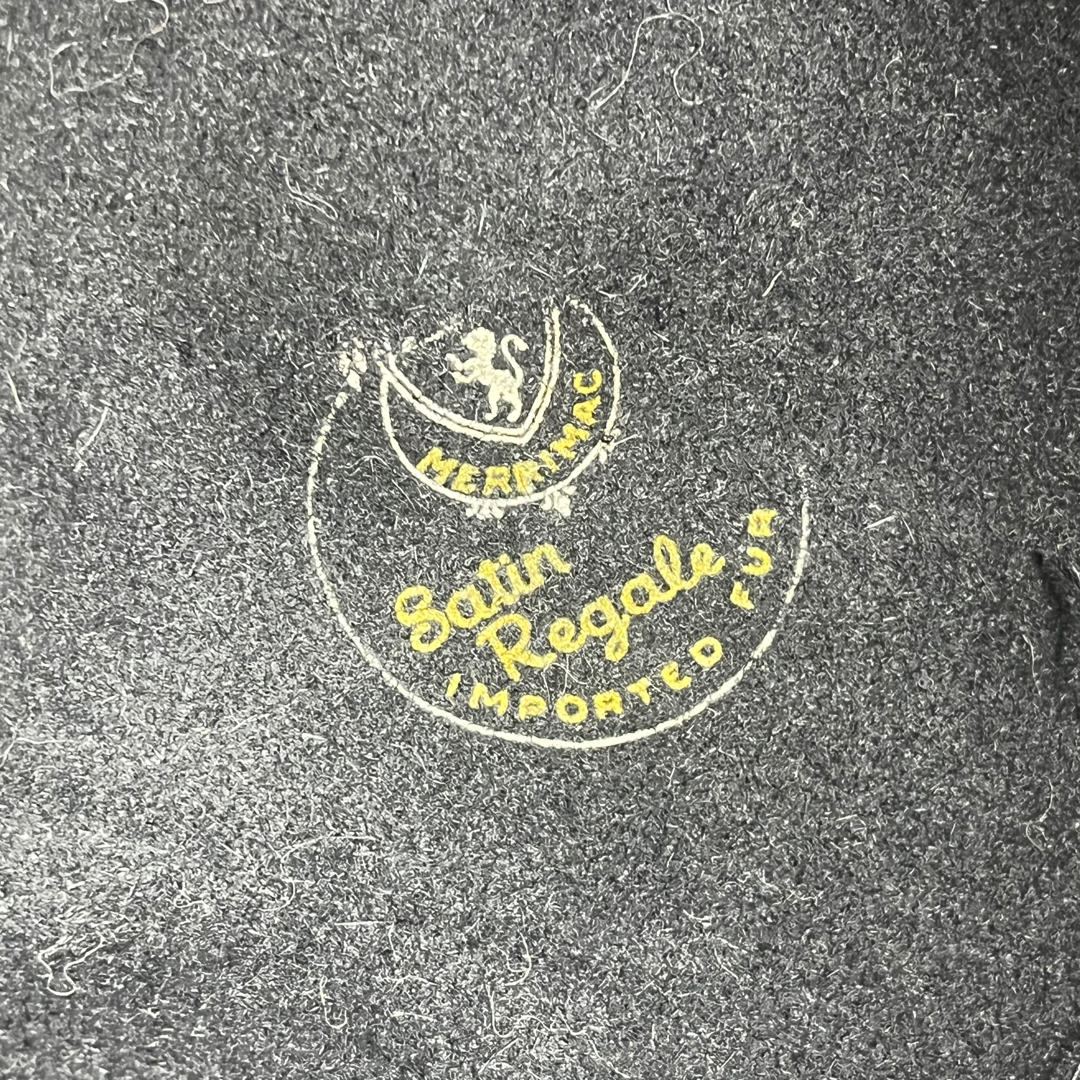 MERRIMAC
Satin
Regale
IMPORTED FUR